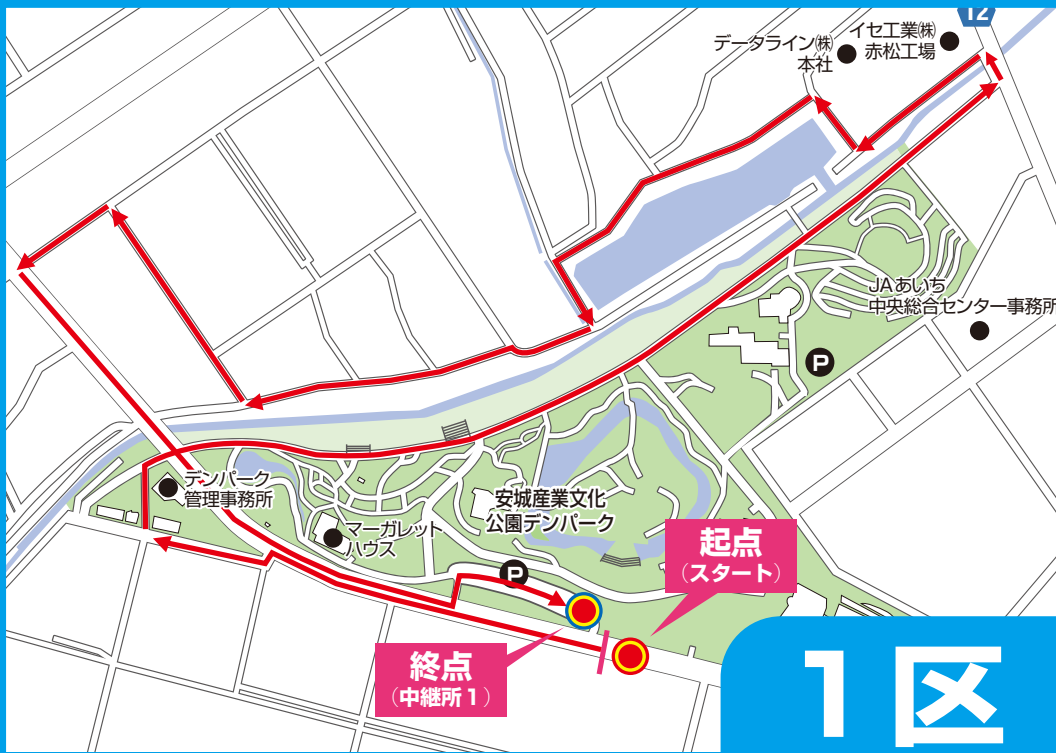 12
イセ工業㈱
赤松工場
データライン㈱
本社
JAあいち
中央総合センター事務所
P
デンパーク
管理事務所
マーガレット
ハウス
安城産業文化
公園デンパーク
P
起点
（スタート）
終点
（中継所1）
1区